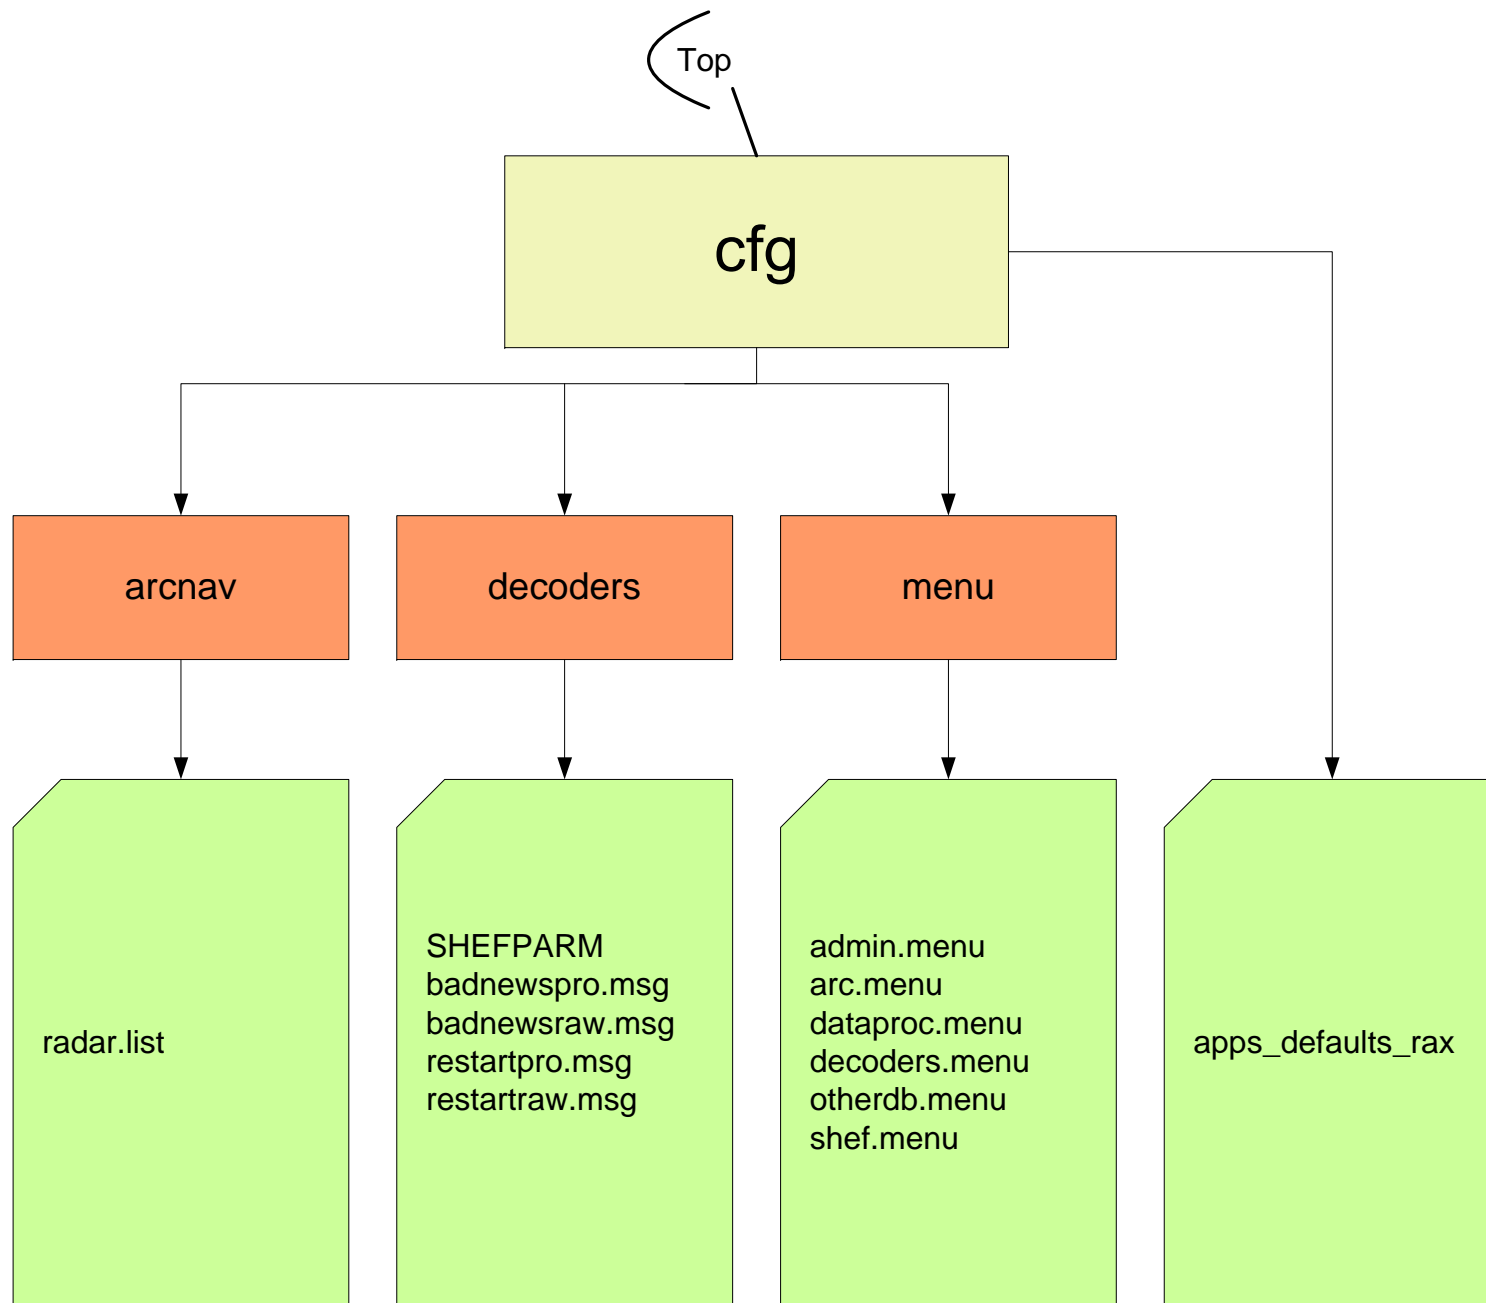 Top
cfg
arcnav
decoders
menu
radar.list
SHEFPARM
badnewspro.msg
badnewsraw.msg
restartpro.msg
restartraw.msg
admin.menu
arc.menu
dataproc.menu
decoders.menu
otherdb.menu
shef.menu
apps_defaults_rax